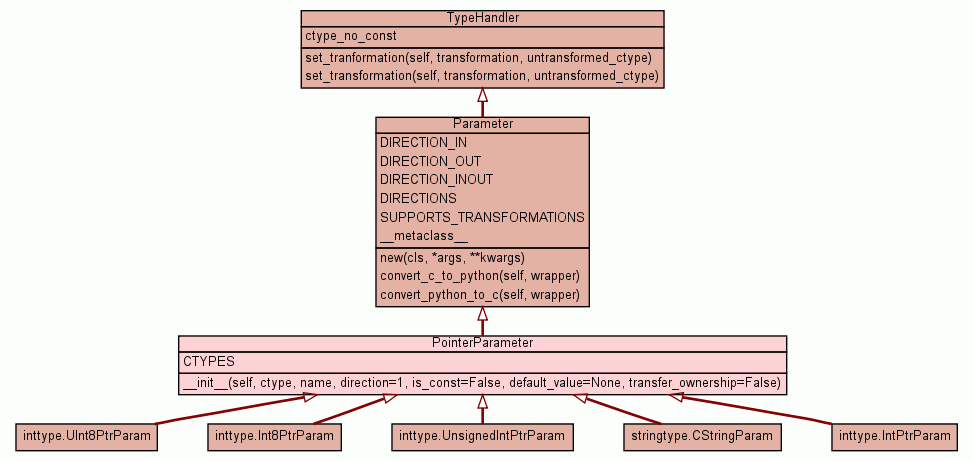 TypeHandler
ctype_no_const
set_tranformation(self, transformation, untransformed_ctype)
set_transformation(self, transformation, untransformed_ctype)
Parameter
DIRECTION_IN
DIRECTION_OUT
DIRECTION_INOUT
DIRECTIONS
SUPPORTS_TRANSFORMATIONS
__metaclass__
new(cls, *args, **kwargs)
convert_c_to_python(self, wrapper)
convert_python_to_c(self, wrapper)
PointerParameter
CTYPES
__init__(self, ctype, name, direction=1, is_const=False, default_value=None, transfer_ownership=False)
inttype.UInt8PtrParam
inttype.Int8PtrParam
inttype.UnsignedIntPtrParam
stringtype.CStringParam
inttype.IntPtrParam